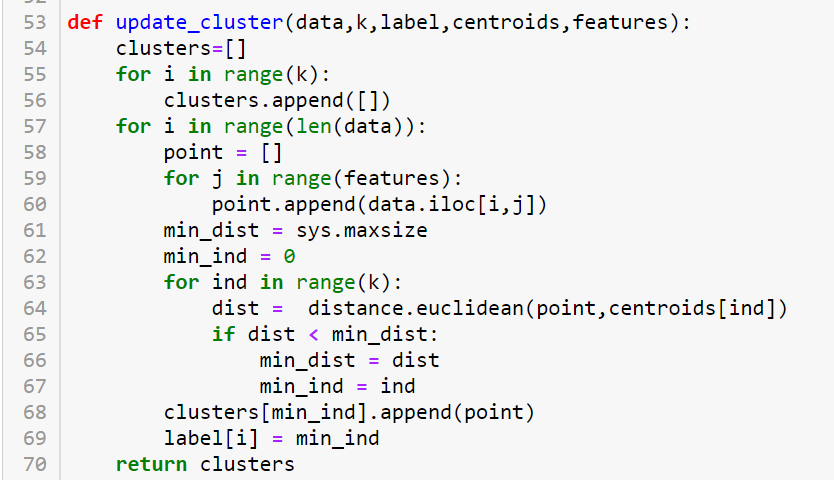 53 def update_cluster(data,k,label,centroids,features):
54     clusters=[]
55     for i in range(k):
56         clusters.append([])
57     for i in range(len(data)):
58         point = []
59         for j in range(features):
60             point.append(data.iloc[i,j])
61         min_dist = sys.maxsize
62         min_ind = 0
63         for ind in range(k):
64             dist =  distance.euclidean(point,centroids[ind])
65             if dist < min_dist:
66                 min_dist = dist
67                 min_ind = ind
68         clusters[min_ind].append(point)
69         label[i] = min_ind
70     return clusters